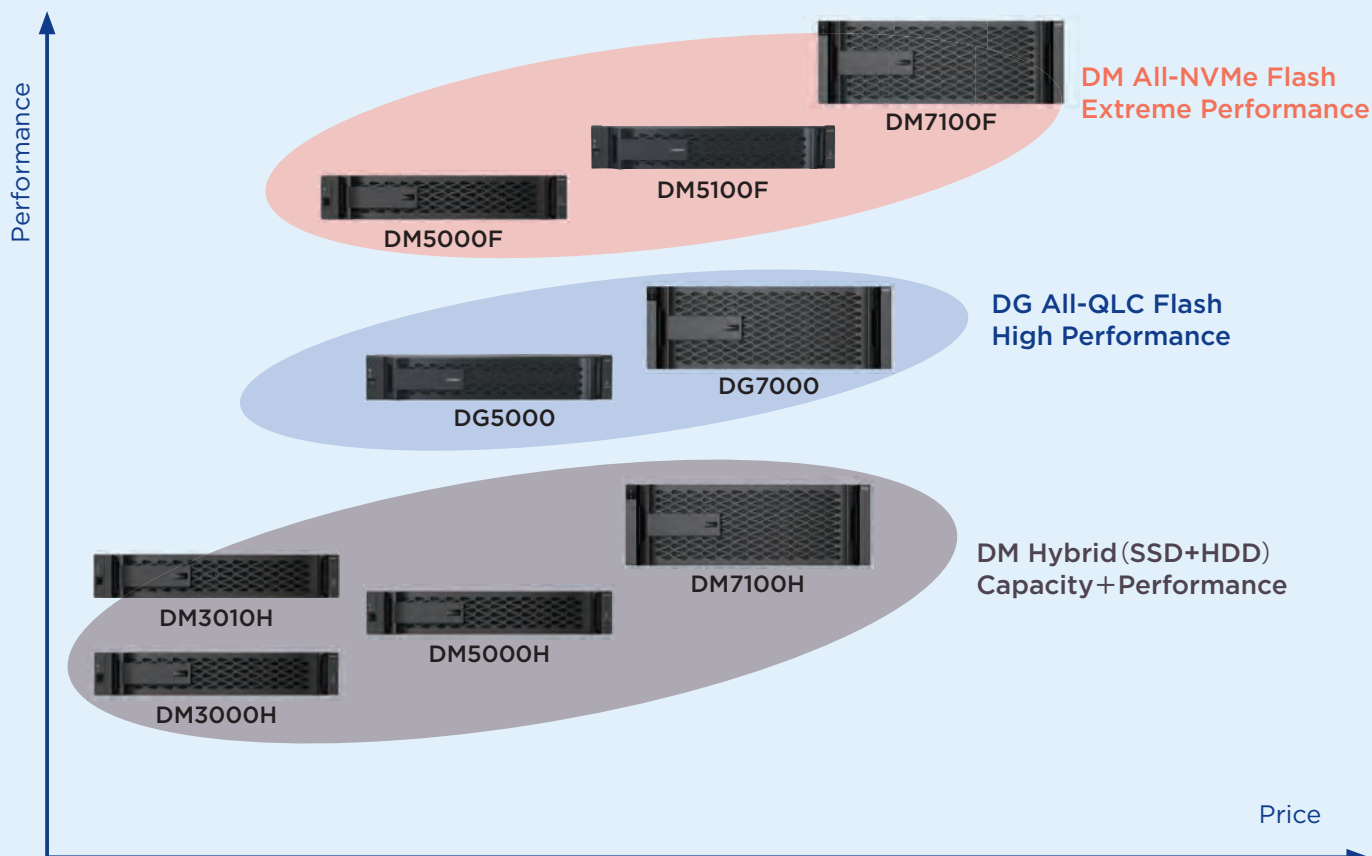 Performance
DM7100F
DM All-NVMe Flash
Extreme Performance
DM5100F
DM5000F
DG7000
DG5000
DG All-QLC Flash
High Performance
DM7100H
DM3010H
DM5000H
DM3000H
DM Hybrid（SSD+HDD）
Capacity＋Performance
Price